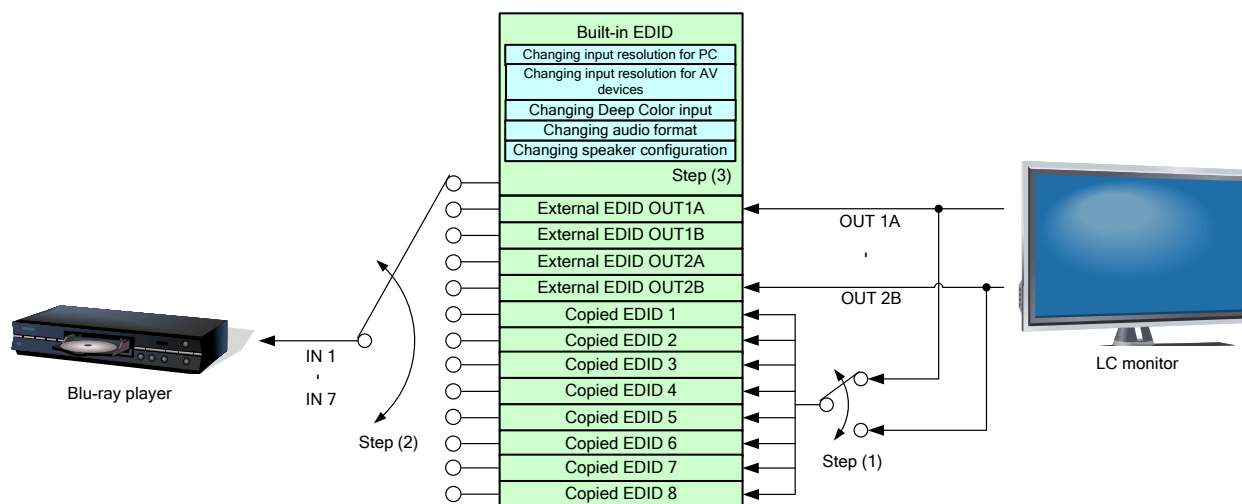 Built-in EDID
Changing input resolution for PC
Changing input resolution for AV
devices
Changing Deep Color input
Changing audio format
Changing speaker configuration
Step (3)
External EDID OUT1A
External EDID OUT1B
External EDID OUT2A
External EDID OUT2B
Copied EDID 1
Copied EDID 2
Copied EDID 3
Copied EDID 4
Copied EDID 5
Copied EDID 6
Copied EDID 7
Copied EDID 8
Blu-ray player
IN 1
-
IN 7
Step (2)
OUT 1A
-
OUT 2B
Step (1)
LC monitor